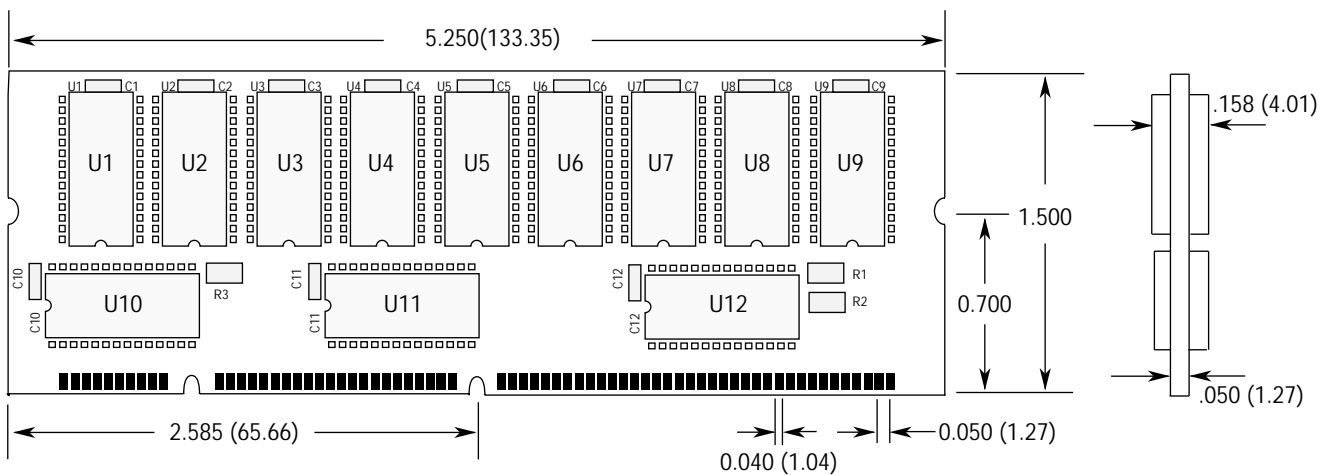 5.250(133.35)
U1 C1 U2 C2 U3 C3 U4 C4 U5 C5 U6 C6 U7 C7 U8 C8 U9 C9
.158 (4.01)
U1 U2 U3 U4 U5 U6 U7 U8 U9
1.500
C10 C11 C12 R1
R3
R2
U10 U11 U12
0.700
C10 C11 C12
.050 (1.27)
2.585 (65.66)
0.050 (1.27)
0.040 (1.04)